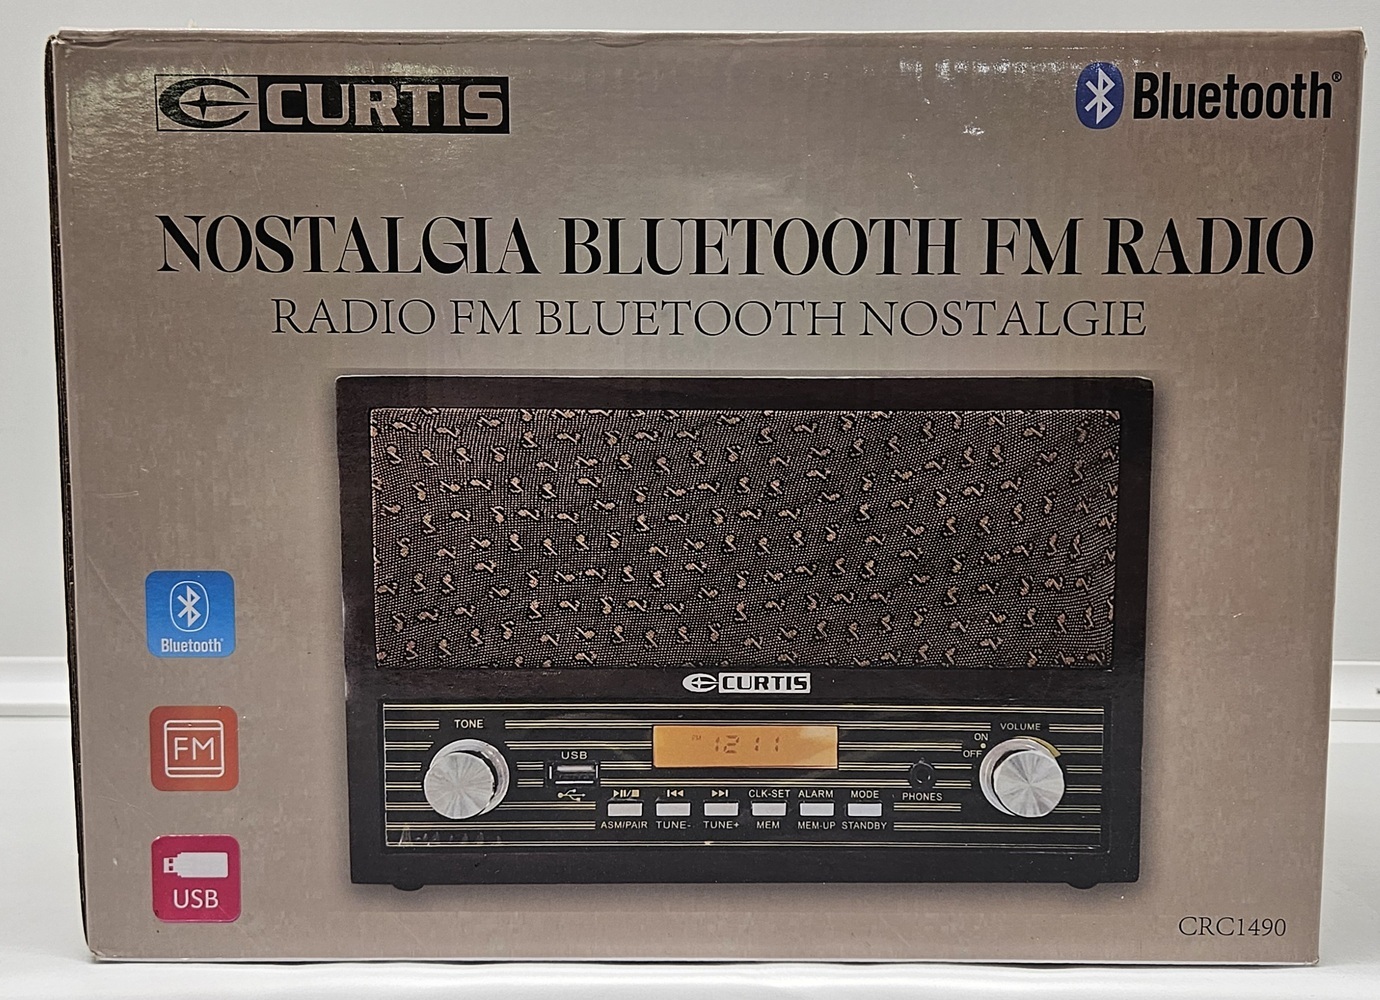 CURTIS
Bluetooth®
NOSTALGIA BLUETOOTH FM RADIO
RADIO FM BLUETOOTH NOSTALGIE
CURTIS
TONE
USB
12 11
VOLUME
ON
OFF
PHONES
CLK-SET ALARM MODE
ASM/PAIR TUNE- TUNE+ MEM MEM-UP STANDBY
Bluetooth
FM
USB
CRC1490